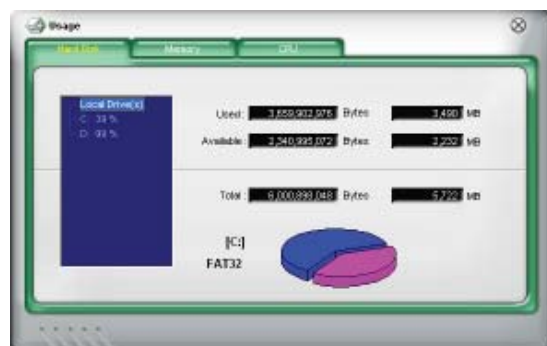 Usage
Hard Disk Memory CPU
Local Drive(s)
C: 39 %
D: 99 %
Used: 3,659,902,976 Bytes 3,490 MB
Available: 2,340,995,072 Bytes 2,232 MB
Total: 6,000,898,048 Bytes 5,722 MB
[C:]
FAT32